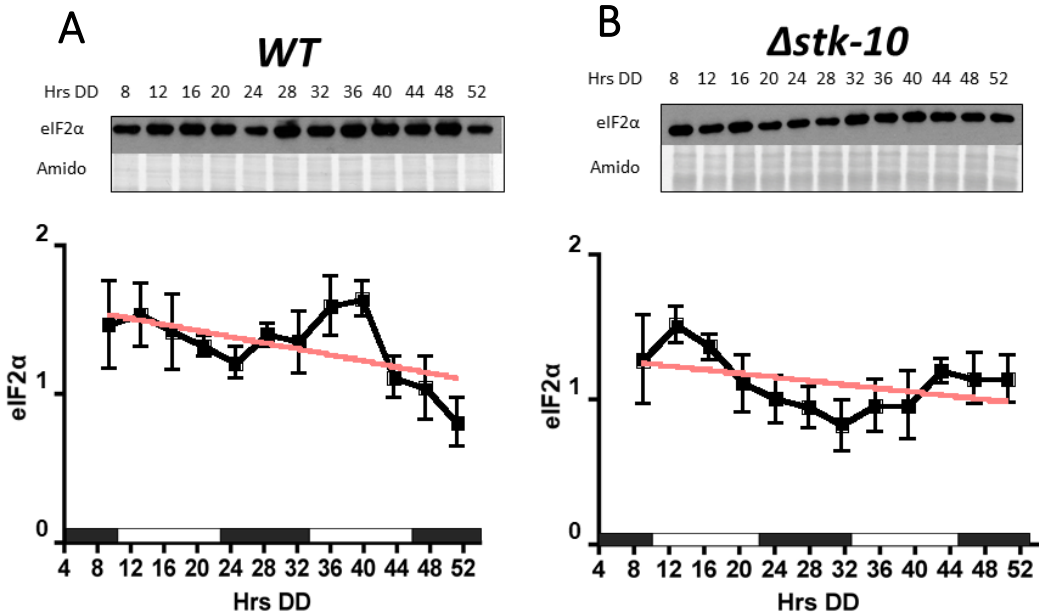 A
WT
Hrs DD 8 12 16 20 24 28 32 36 40 44 48 52
eIF2α
Amido
2
1
0
eIF2α
4 8 12 16 20 24 28 32 36 40 44 48 52
Hrs DD
B
Δstk-10
Hrs DD 8 12 16 20 24 28 32 36 40 44 48 52
eIF2α
Amido
2
1
0
eIF2α
4 8 12 16 20 24 28 32 36 40 44 48 52
Hrs DD